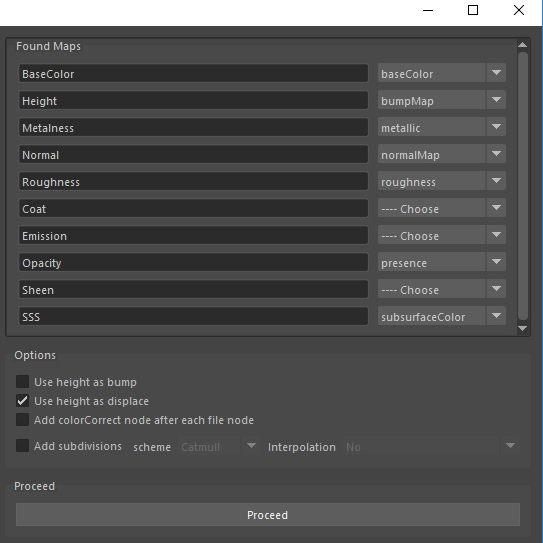 Found Maps
BaseColor baseColor
Height bumpMap
Metalness metallic
Normal normalMap
Roughness roughness
Coat ---- Choose
Emission ---- Choose
Opacity presence
Sheen ---- Choose
SSS subsurfaceColor
Options
Use height as bump
Use height as displace
Add colorCorrect node after each file node
Add subdivisions scheme Catmull Interpolation No
Proceed
Proceed